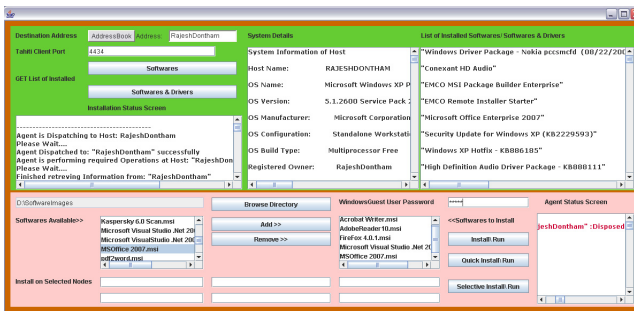 Destination Address
AddressBook Address: RajeshDontham
Tahiti Client Port
4434
Softwares
GET List of Installed
Softwares & Drivers
Installation Status Screen
--------------------------------------------
Agent is Dispatching to Host: RajeshDontham
Please Wait....
Agent Dispatched to: "RajeshDontham" successfully
Agent is performing required Operations at Host: "RajeshDon
Please Wait....
Finished retreving Information from: "RajeshDontham"
System Details
System Information of Host
Host Name: RAJESHDONTHAM
OS Name: Microsoft Windows XP P
OS Version: 5.1.2600 Service Pack
OS Manufacturer: Microsoft Corporation
OS Configuration: Standalone Workstati
OS Build Type: Multiprocessor Free
Registered Owner: RajeshDontham
List of Installed Softwares/ Softwares & Drivers
"Windows Driver Package - Nokia pccsmcfd (08/22/200
"Conexant HD Audio"
"EMCO MSI Package Builder Enterprise"
"EMCO Remote Installer Starter"
"Microsoft Office Enterprise 2007"
"Security Update for Windows XP (KB2229593)"
"Windows XP Hotfix - KB886185"
"High Definition Audio Driver Package - KB888111"
D:\SoftwareImages
Browse Directory
WindowsGuest User Password
*****
Agent Status Screen
Softwares Available>>
Kaspersky 6.0 Scan.msi
Microsoft Visual Studio .Net 20
Microsoft VisualStudio .Net 200
MSOffice 2007.msi
pdf2word.msi
Add >>
Remove >>
Acrobat Writer.msi
AdobeReader10.msi
FireFox 4.0.1.msi
Microsoft Visual Studio .Net 20
MSOffice 2007.msi
<<Softwares to Install
Install\ Run
Quick Install\ Run
Selective Install\ Run
jeshDontham" :Disposed
Install on Selected Nodes